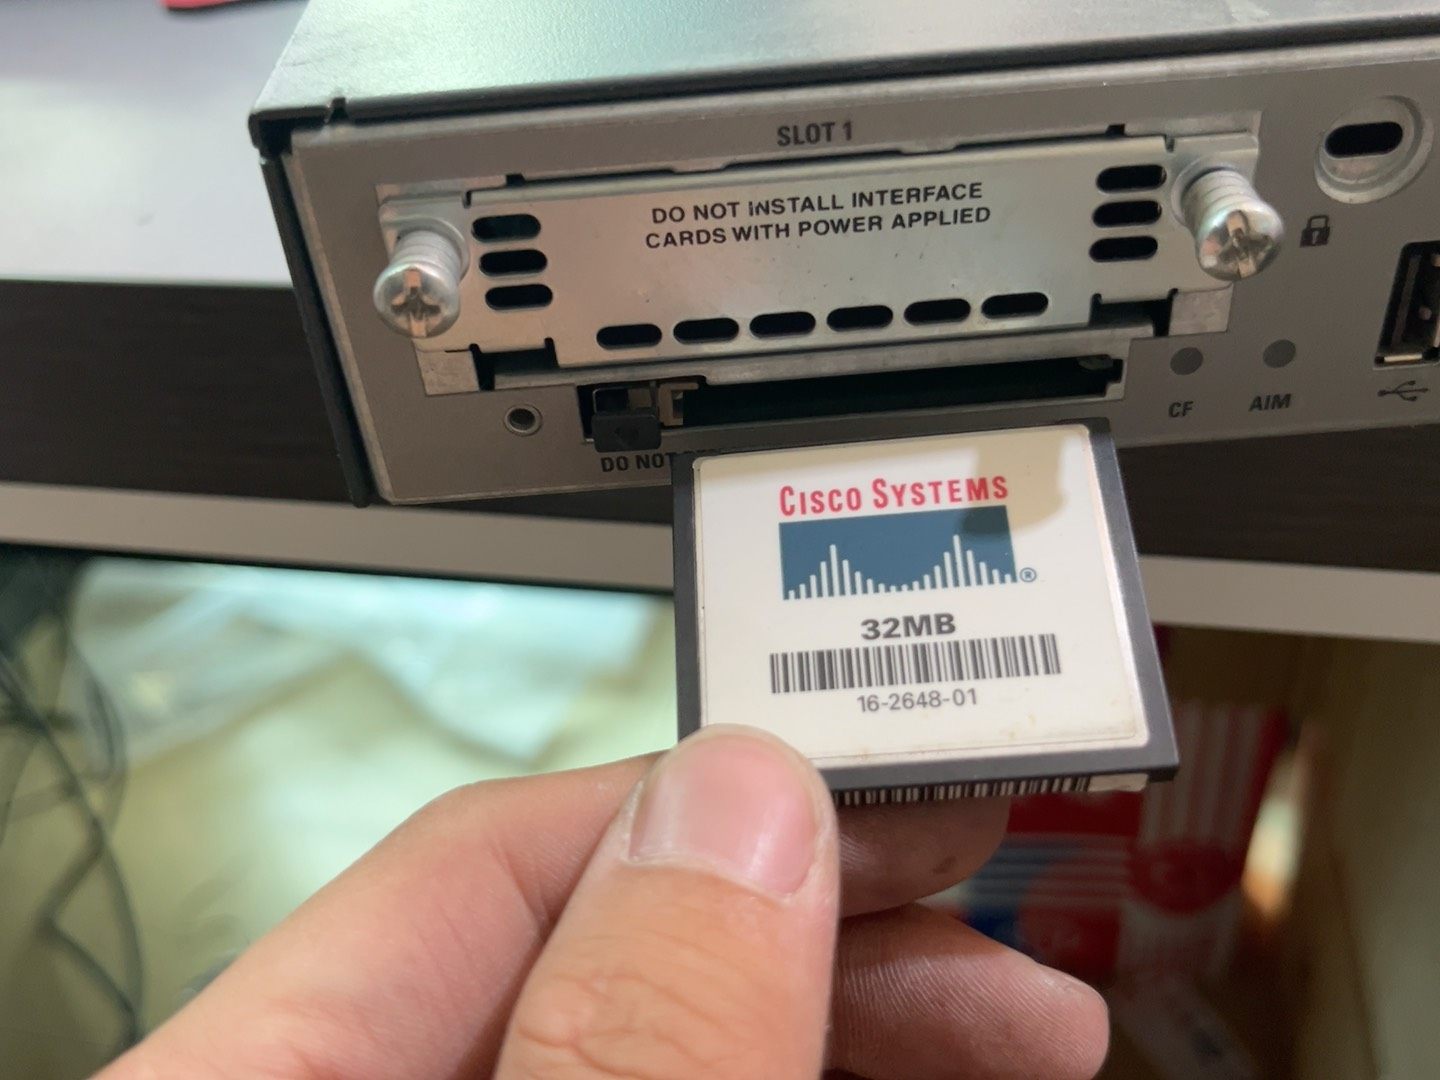 SLOT 1
DO NOT INSTALL INTERFACE
CARDS WITH POWER APPLIED
CF
AIM
DO NOT
CISCO SYSTEMS
®
32MB
16-2648-01